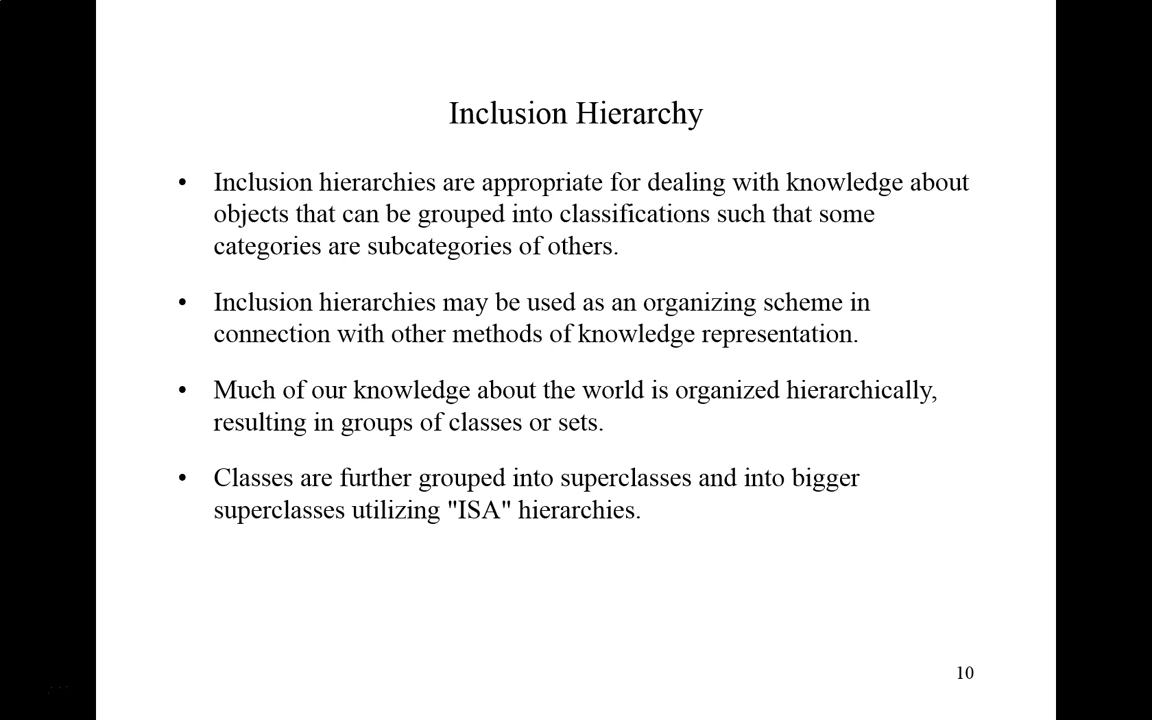 Inclusion Hierarchy
• Inclusion hierarchies are appropriate for dealing with knowledge about
objects that can be grouped into classifications such that some
categories are subcategories of others.
• Inclusion hierarchies may be used as an organizing scheme in
connection with other methods of knowledge representation.
• Much of our knowledge about the world is organized hierarchically,
resulting in groups of classes or sets.
• Classes are further grouped into superclasses and into bigger
superclasses utilizing "ISA" hierarchies.
10